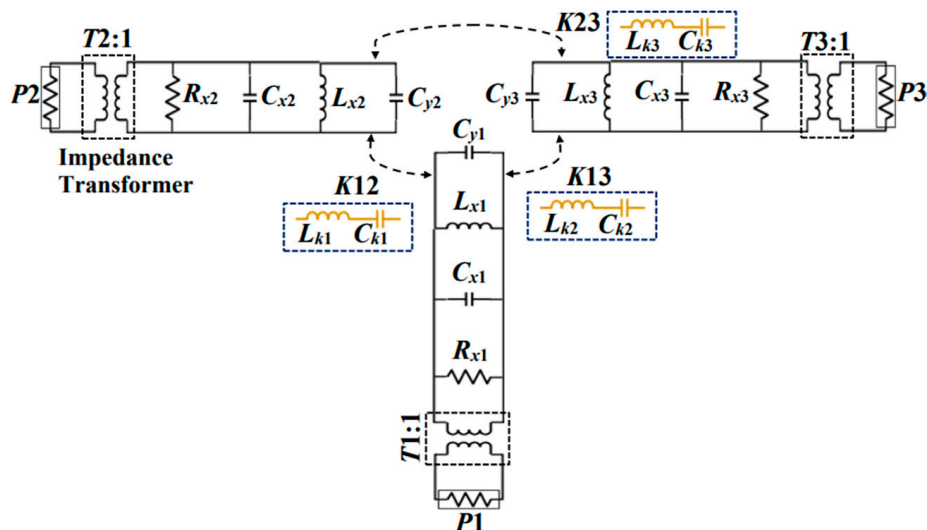 K23
Lk3 Ck3
T2:1
T3:1
P2
Rx2
Cx2
Lx2
Cy2
Cy3
Lx3
Cx3
Rx3
P3
Impedance
Transformer
Cy1
K12
Lk1 Ck1
K13
Lk2 Ck2
Lx1
Cx1
Rx1
T1:1
P1